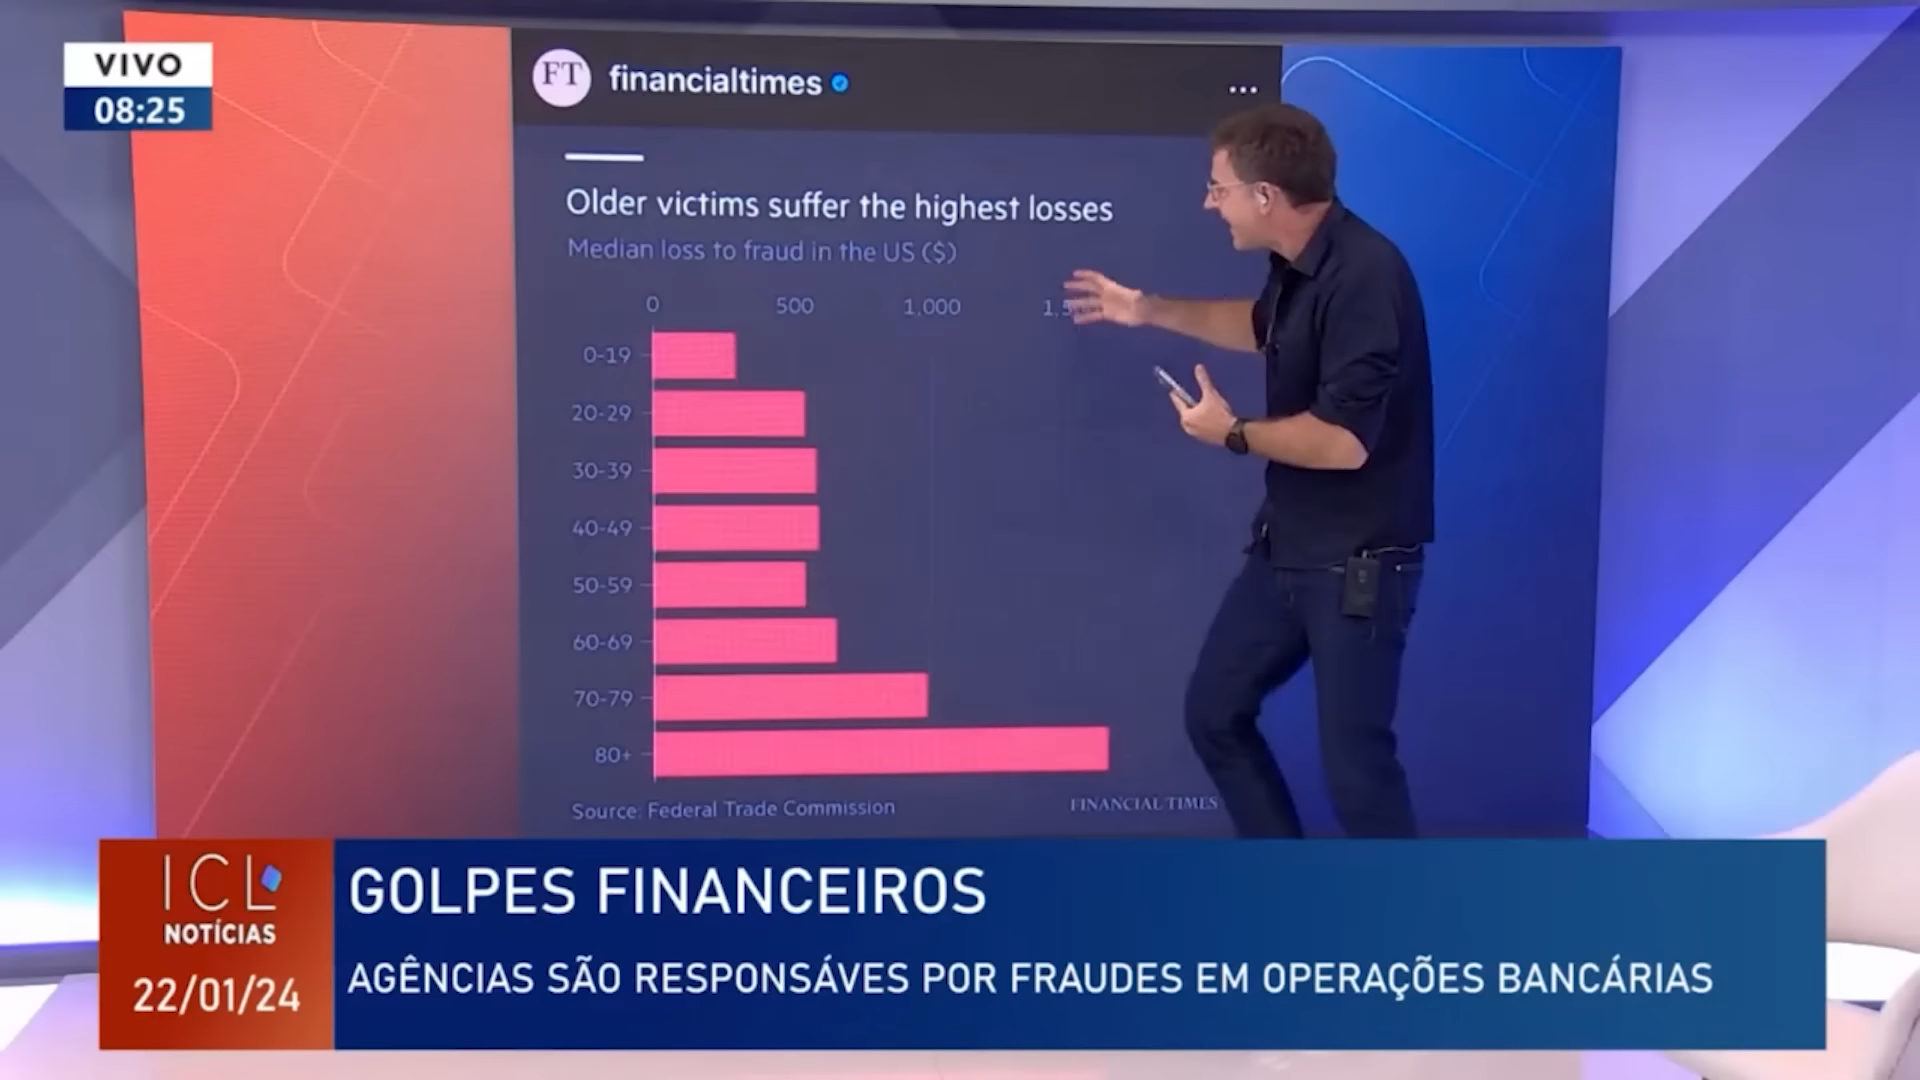 VIVO
08:25
FT financialtimes
Older victims suffer the highest losses
Median loss to fraud in the US ($)
0 500 1,000
0-19
20-29
30-39
40-49
50-59
60-69
70-79
80+
Source: Federal Trade Commission
FINANCIAL TIMES
ICL
NOTÍCIAS
22/01/24
GOLPES FINANCEIROS
AGÊNCIAS SÃO RESPONSÁVES POR FRAUDES EM OPERAÇÕES BANCÁRIAS